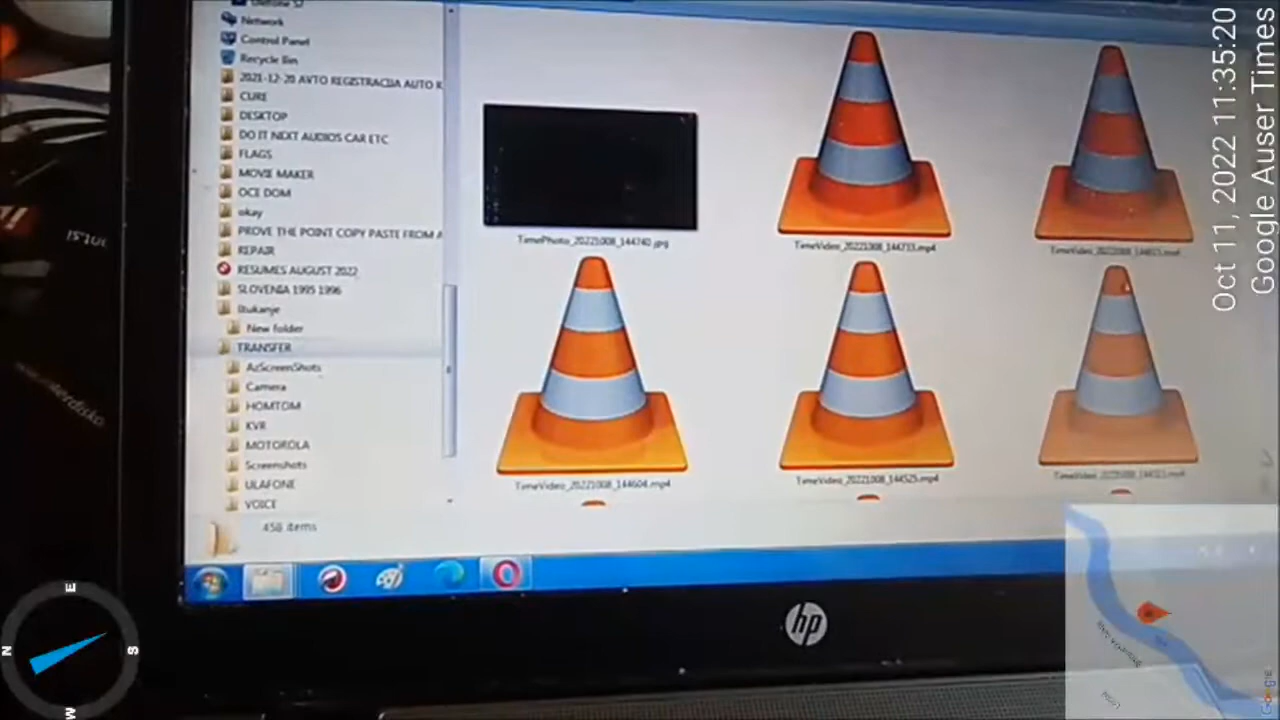 Network
Control Panel
Recycle Bin
2021-12-20 AVTO REGISTRACIJA AUTO R
CURE
DESKTOP
DO IT NEXT AUDIOS CAR ETC
FLAGS
MOVIE MAKER
OCE DOM
okay
PROVE THE POINT COPY PASTE FROM A
REPAIR
RESUMES AUGUST 2022
SLOVENIA 1995 1996
štukanje
New folder
TRANSFER
AzScreenShots
Camera
HOMTOM
KVR
MOTOROLA
Screenshots
ULAFONE
VOICE
458 items
TimePhoto_20221008_144740.jpg
TimeVideo_20221008_144733.mp4
TimeVideo_20221008_144604.mp4
TimeVideo_20221008_144525.mp4
hp
Oct 11, 2022 11:35:20
Google Auser Times
N
E
S
W
Google